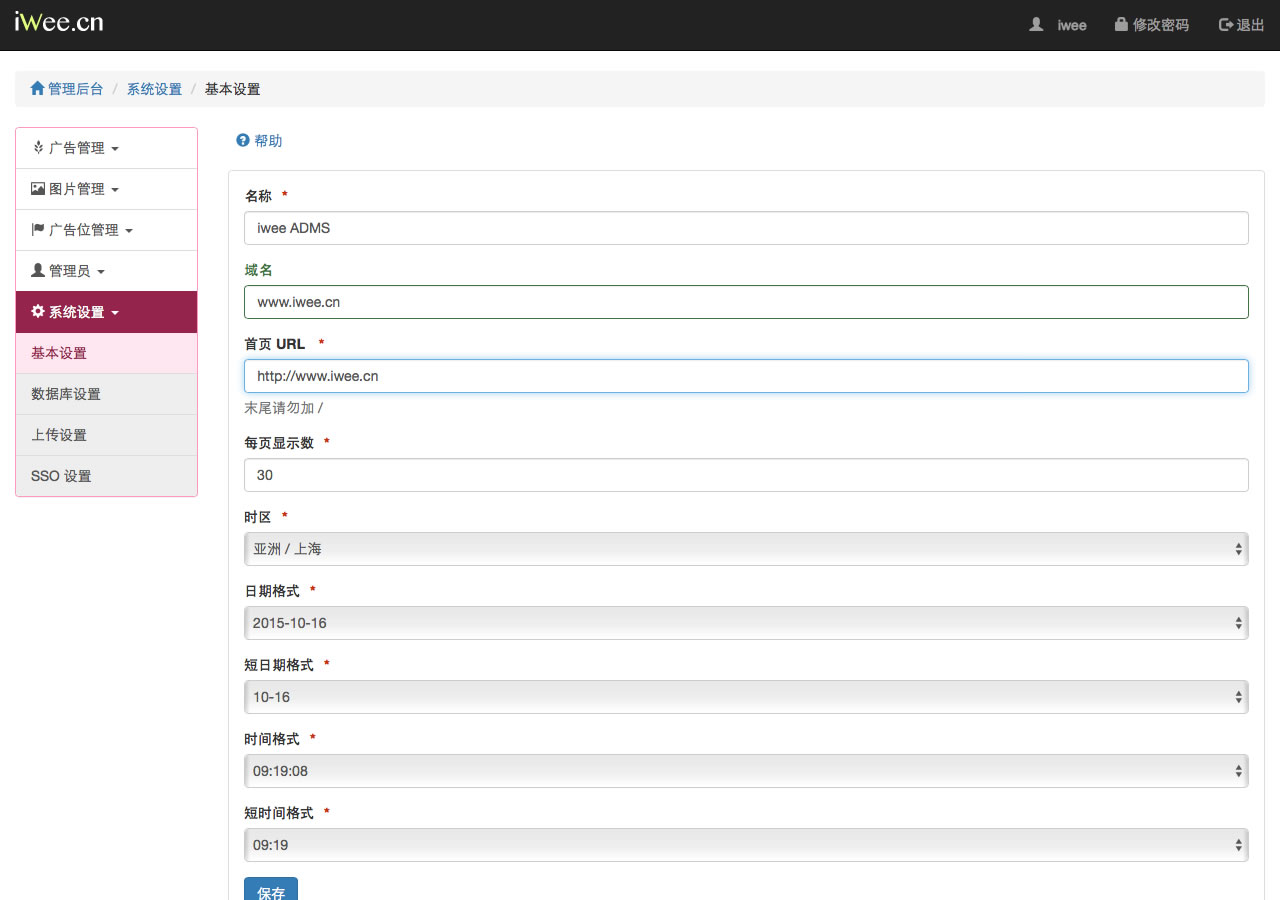 iWee.cn
iwee 修改密码 退出
管理后台 / 系统设置 / 基本设置
广告管理
图片管理
广告位管理
管理员
系统设置
基本设置
数据库设置
上传设置
SSO 设置
帮助
名称 *
iwee ADMS
域名
www.iwee.cn
首页 URL *
http://www.iwee.cn
末尾请勿加 /
每页显示数 *
30
时区 *
亚洲 / 上海
日期格式 *
2015-10-16
短日期格式 *
10-16
时间格式 *
09:19:08
短时间格式 *
09:19
保存